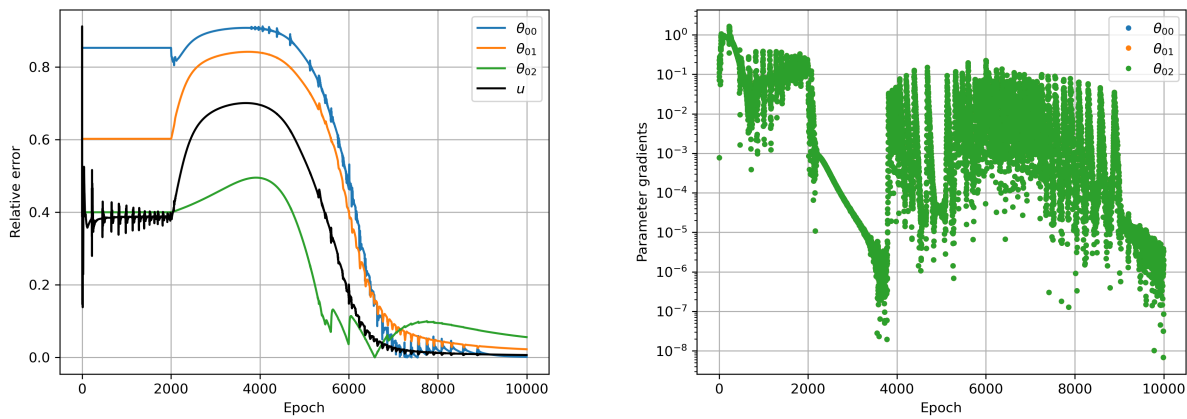 Relative error
0.8
0.6
0.4
0.2
0.0
0
2000
4000
6000
8000
10000
Epoch
θ₀₀
θ₀₁
θ₀₂
u
Parameter gradients
10⁰
10⁻¹
10⁻²
10⁻³
10⁻⁴
10⁻⁵
10⁻⁶
10⁻⁷
10⁻⁸
0
2000
4000
6000
8000
10000
Epoch
θ₀₀
θ₀₁
θ₀₂